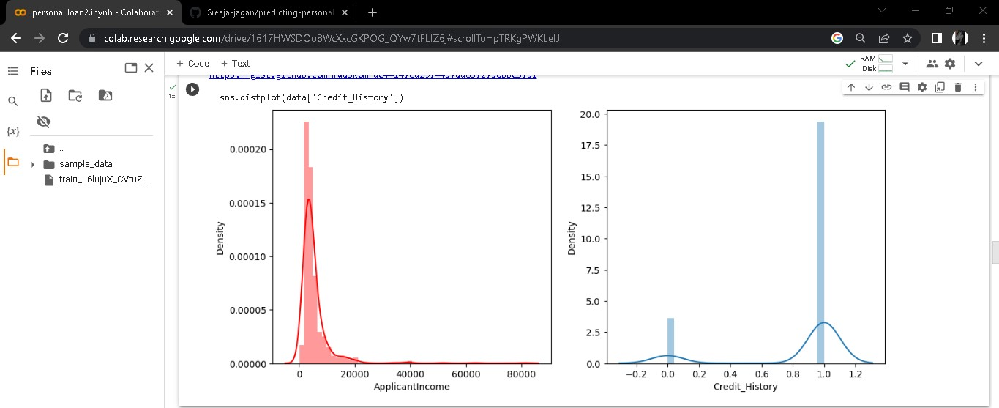 personal loan2.ipynb - Colaborat
Sreeja-jagan/predicting-personal
colab.research.google.com/drive/1617HWSDOo8WcXxcGKPOG_QYw7tFLlZ6j#scrollTo=pTRKgPWKLelJ
Files
+ Code + Text
RAM
Disk
1s
sns.distplot(data['Credit_History'])
{x}
..
sample_data
train_u6lujuX_CVtuZ...
0.00020
0.00015
0.00010
0.00005
0.00000
Density
0 20000 40000 60000 80000
ApplicantIncome
20.0
17.5
15.0
12.5
10.0
7.5
5.0
2.5
0.0
Density
−0.2 0.0 0.2 0.4 0.6 0.8 1.0 1.2
Credit_History